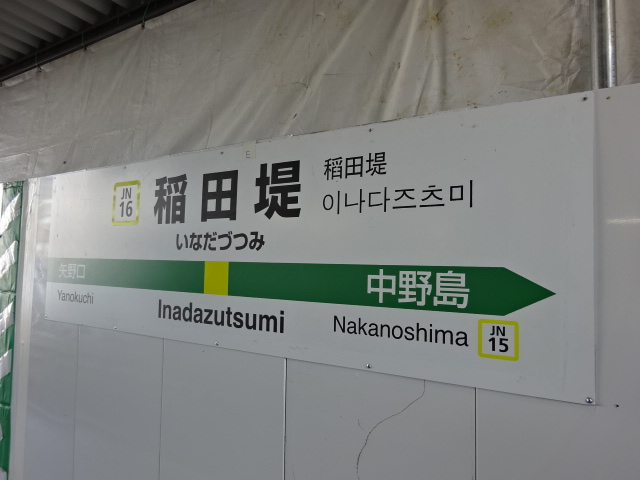 JN
16
稲田堤
稲田堤
이나다즈츠미
いなだづつみ
矢野口
中野島
Yanokuchi
Inadazutsumi
Nakanoshima
JN
15